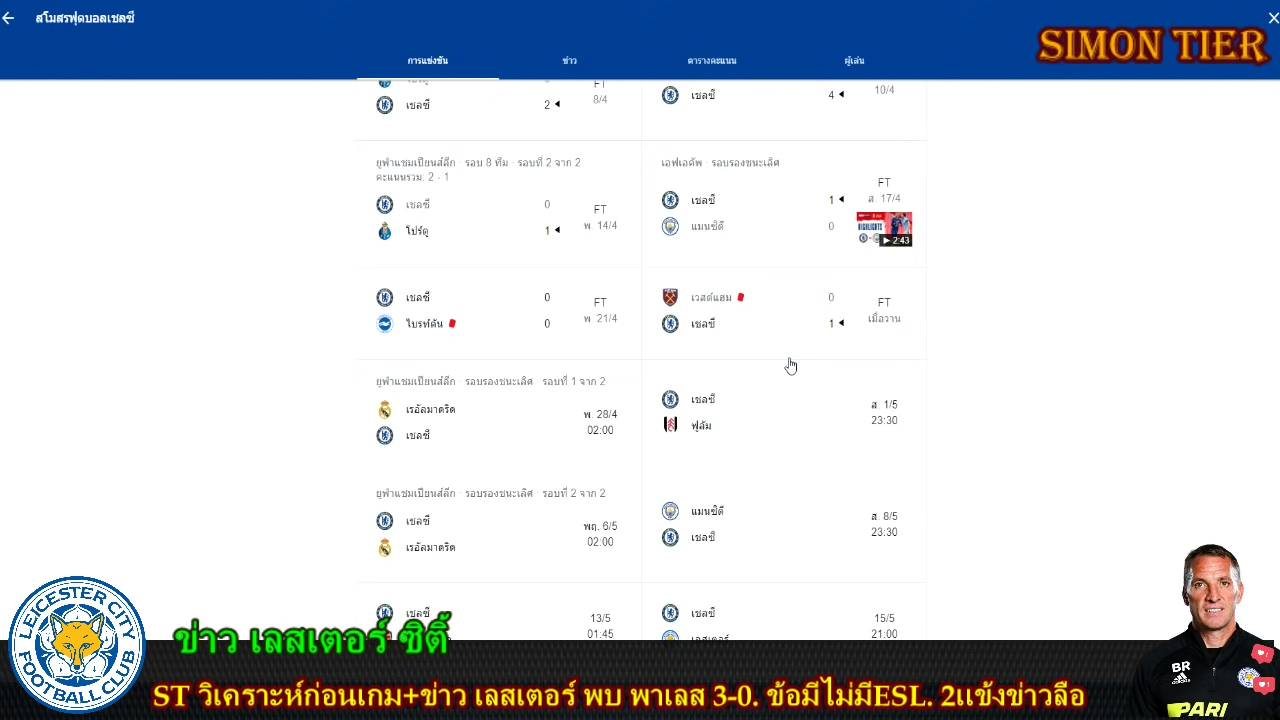 สโมสรฟุตบอลเชลซี
SIMON TIER
การแข่งขัน
ข่าว
ตารางคะแนน
ผู้เล่น
FT
เชลซี 2
8/4
เชลซี 4
10/4
ยูฟ่าแชมเปียนส์ลีก · รอบ 8 ทีม · รอบที่ 2 จาก 2
คะแนนรวม: 2 - 1
เชลซี 0
โปร์ตู 1
FT
พ. 14/4
เอฟเอคัพ · รอบรองชนะเลิศ
เชลซี 1
แมนซิตี 0
FT
ส. 17/4
HIGHLIGHTS
2:43
เชลซี 0
ไบรท์ตัน 0
FT
พ. 21/4
เวสต์แฮม 0
เชลซี 1
FT
เมื่อวาน
ยูฟ่าแชมเปียนส์ลีก · รอบรองชนะเลิศ · รอบที่ 1 จาก 2
เรอัลมาดริด
เชลซี
พ. 28/4
02:00
เชลซี
ฟูลัม
ส. 1/5
23:30
ยูฟ่าแชมเปียนส์ลีก · รอบรองชนะเลิศ · รอบที่ 2 จาก 2
เชลซี
เรอัลมาดริด
พฤ. 6/5
02:00
แมนซิตี
เชลซี
ส. 8/5
23:30
เชลซี
13/5
01:45
เชลซี
เลสเตอร์
15/5
21:00
LEICESTER CITY
FOOTBALL CLUB
ข่าว เลสเตอร์ ซิตี้
ST วิเคราะห์ก่อนเกม+ข่าว เลสเตอร์ พบ พาเลส 3-0. ข้อมีไม่มีESL. 2แข้งข่าวลือ
BR
adidas
PARI